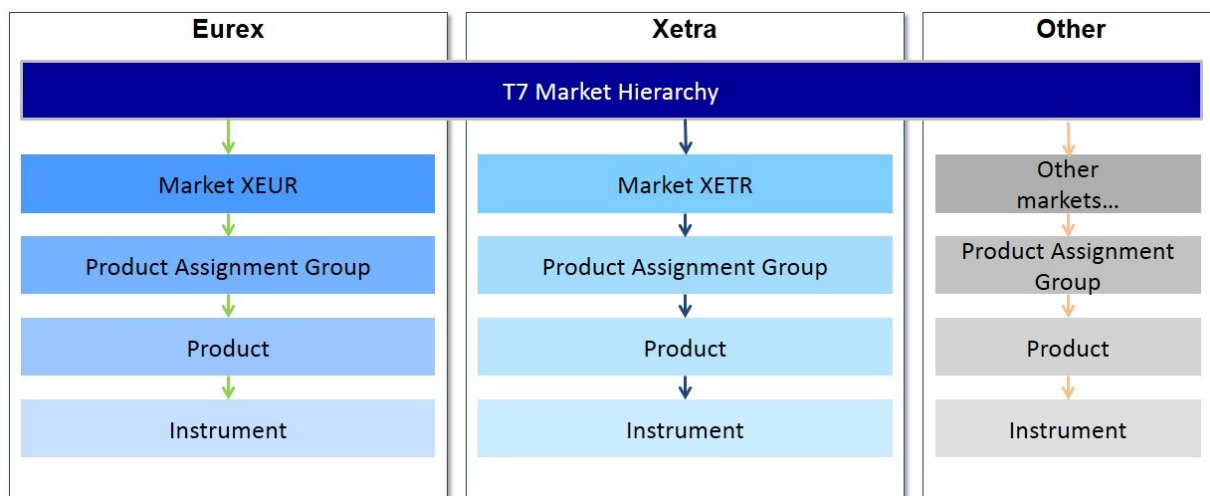 Eurex
Xetra
Other
T7 Market Hierarchy
Market XEUR
Market XETR
Other
markets...
Product Assignment Group
Product Assignment Group
Product Assignment
Group
Product
Product
Product
Instrument
Instrument
Instrument